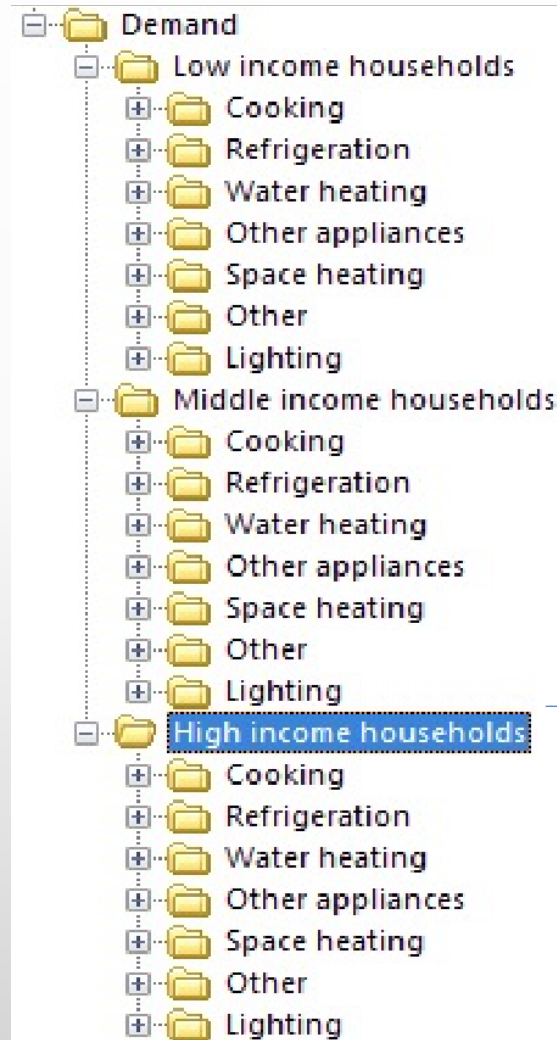 Demand
Low income households
Cooking
Refrigeration
Water heating
Other appliances
Space heating
Other
Lighting
Middle income households
Cooking
Refrigeration
Water heating
Other appliances
Space heating
Other
Lighting
High income households
Cooking
Refrigeration
Water heating
Other appliances
Space heating
Other
Lighting